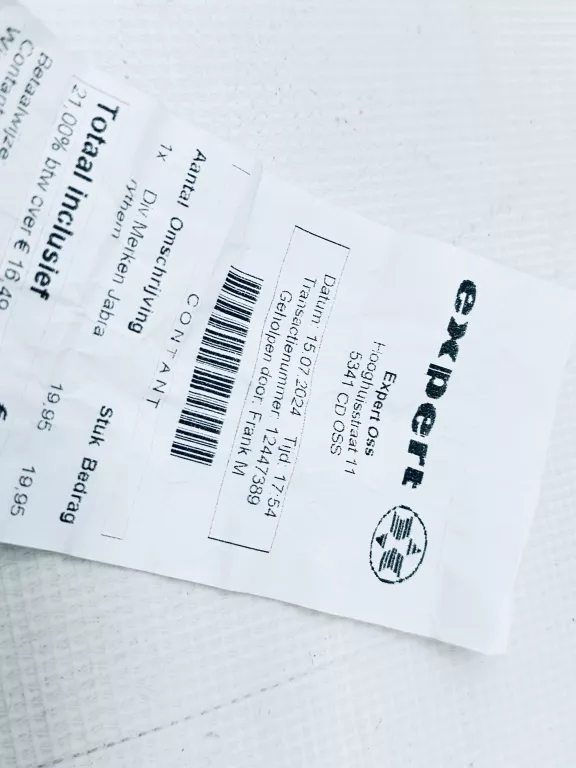 expert
Expert Oss
Hooghuisstraat 11
5341 CD OSS
Datum: 15.07.2024 Tijd: 17:54
Transactienummer: 12447389
Geholpen door: Frank M
CONTANT
Aantal Omschrijving Stuk Bedrag
1x Div Merken Jabra 19,95 19,95
rythem
Totaal inclusief €
21,00% btw over € 16,49
Betaalwijze